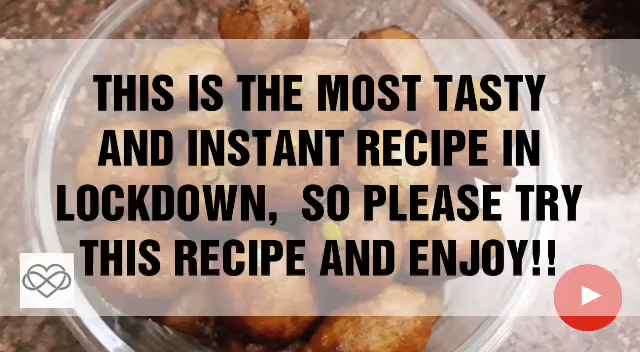 THIS IS THE MOST TASTY
AND INSTANT RECIPE IN
LOCKDOWN,  SO PLEASE TRY
THIS RECIPE AND ENJOY!!